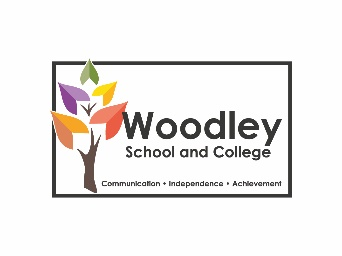 Woodley
School and College
Communication • Independence • Achievement